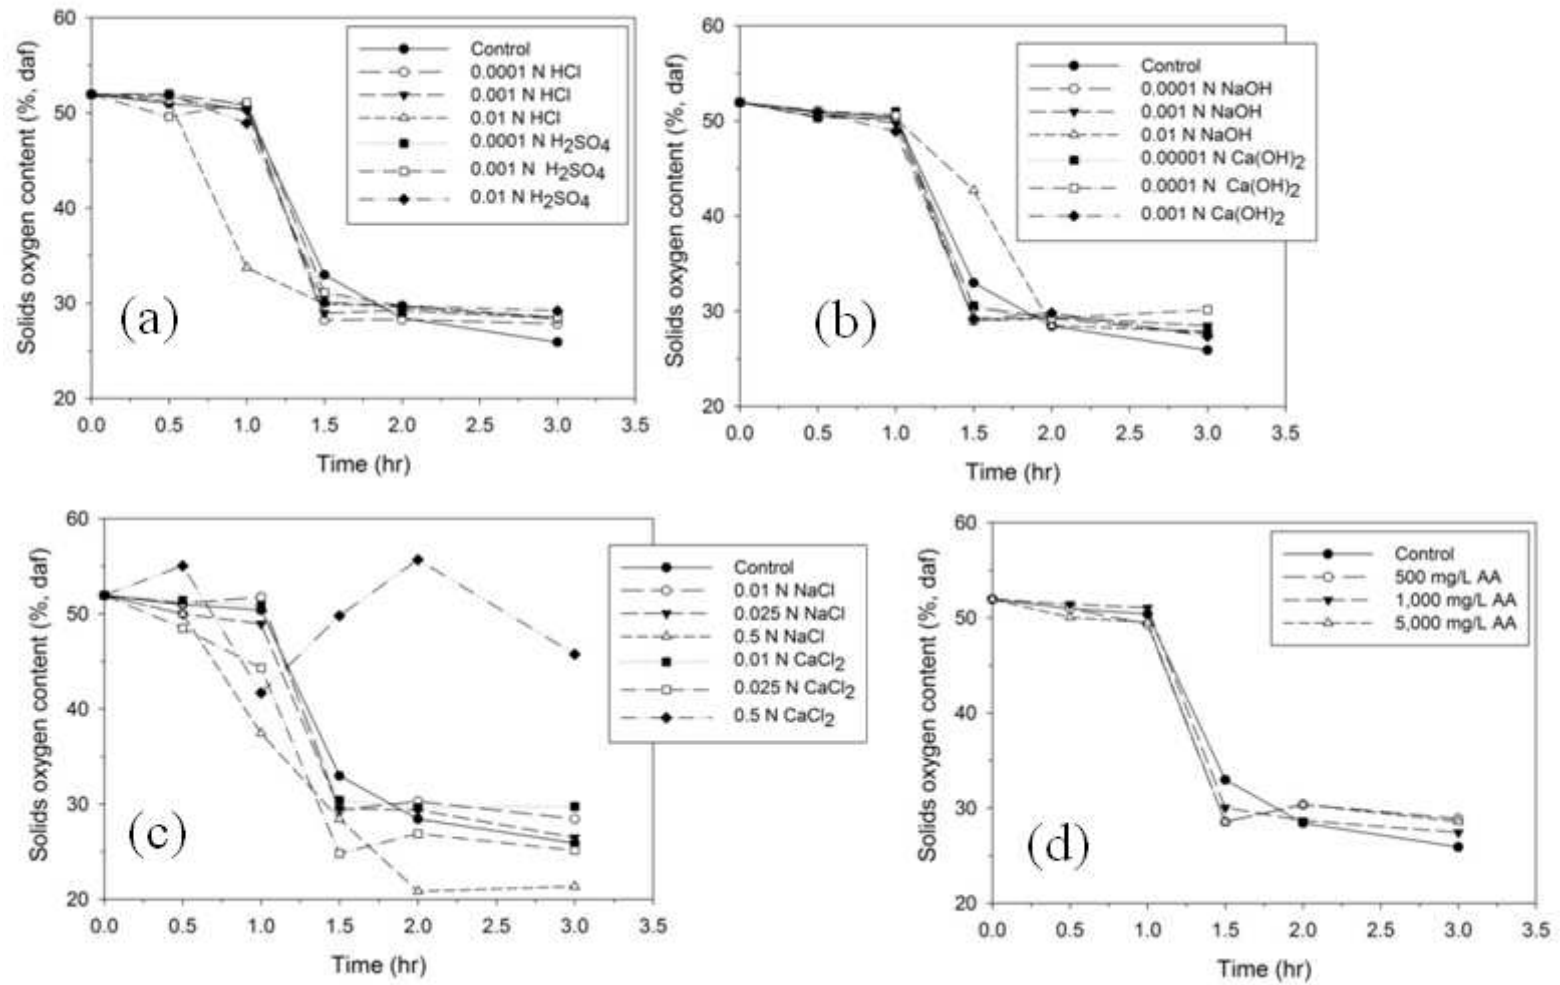 60
50
40
30
20
Solids oxygen content (%, daf)
Control
0.0001 N HCl
0.001 N HCl
0.01 N HCl
0.0001 N H2SO4
0.001 N H2SO4
0.01 N H2SO4
(a)
0.0 0.5 1.0 1.5 2.0 2.5 3.0 3.5
Time (hr)
60
50
40
30
20
Solids oxygen content (%, daf)
Control
0.0001 N NaOH
0.001 N NaOH
0.01 N NaOH
0.00001 N Ca(OH)2
0.0001 N Ca(OH)2
0.001 N Ca(OH)2
(b)
0.0 0.5 1.0 1.5 2.0 2.5 3.0 3.5
Time (hr)
60
50
40
30
20
Solids oxygen content (%, daf)
Control
0.01 N NaCl
0.025 N NaCl
0.5 N NaCl
0.01 N CaCl2
0.025 N CaCl2
0.5 N CaCl2
(c)
0.0 0.5 1.0 1.5 2.0 2.5 3.0 3.5
Time (hr)
60
50
40
30
20
Solids oxygen content (%, daf)
Control
500 mg/L AA
1,000 mg/L AA
5,000 mg/L AA
(d)
0.0 0.5 1.0 1.5 2.0 2.5 3.0 3.5
Time (hr)